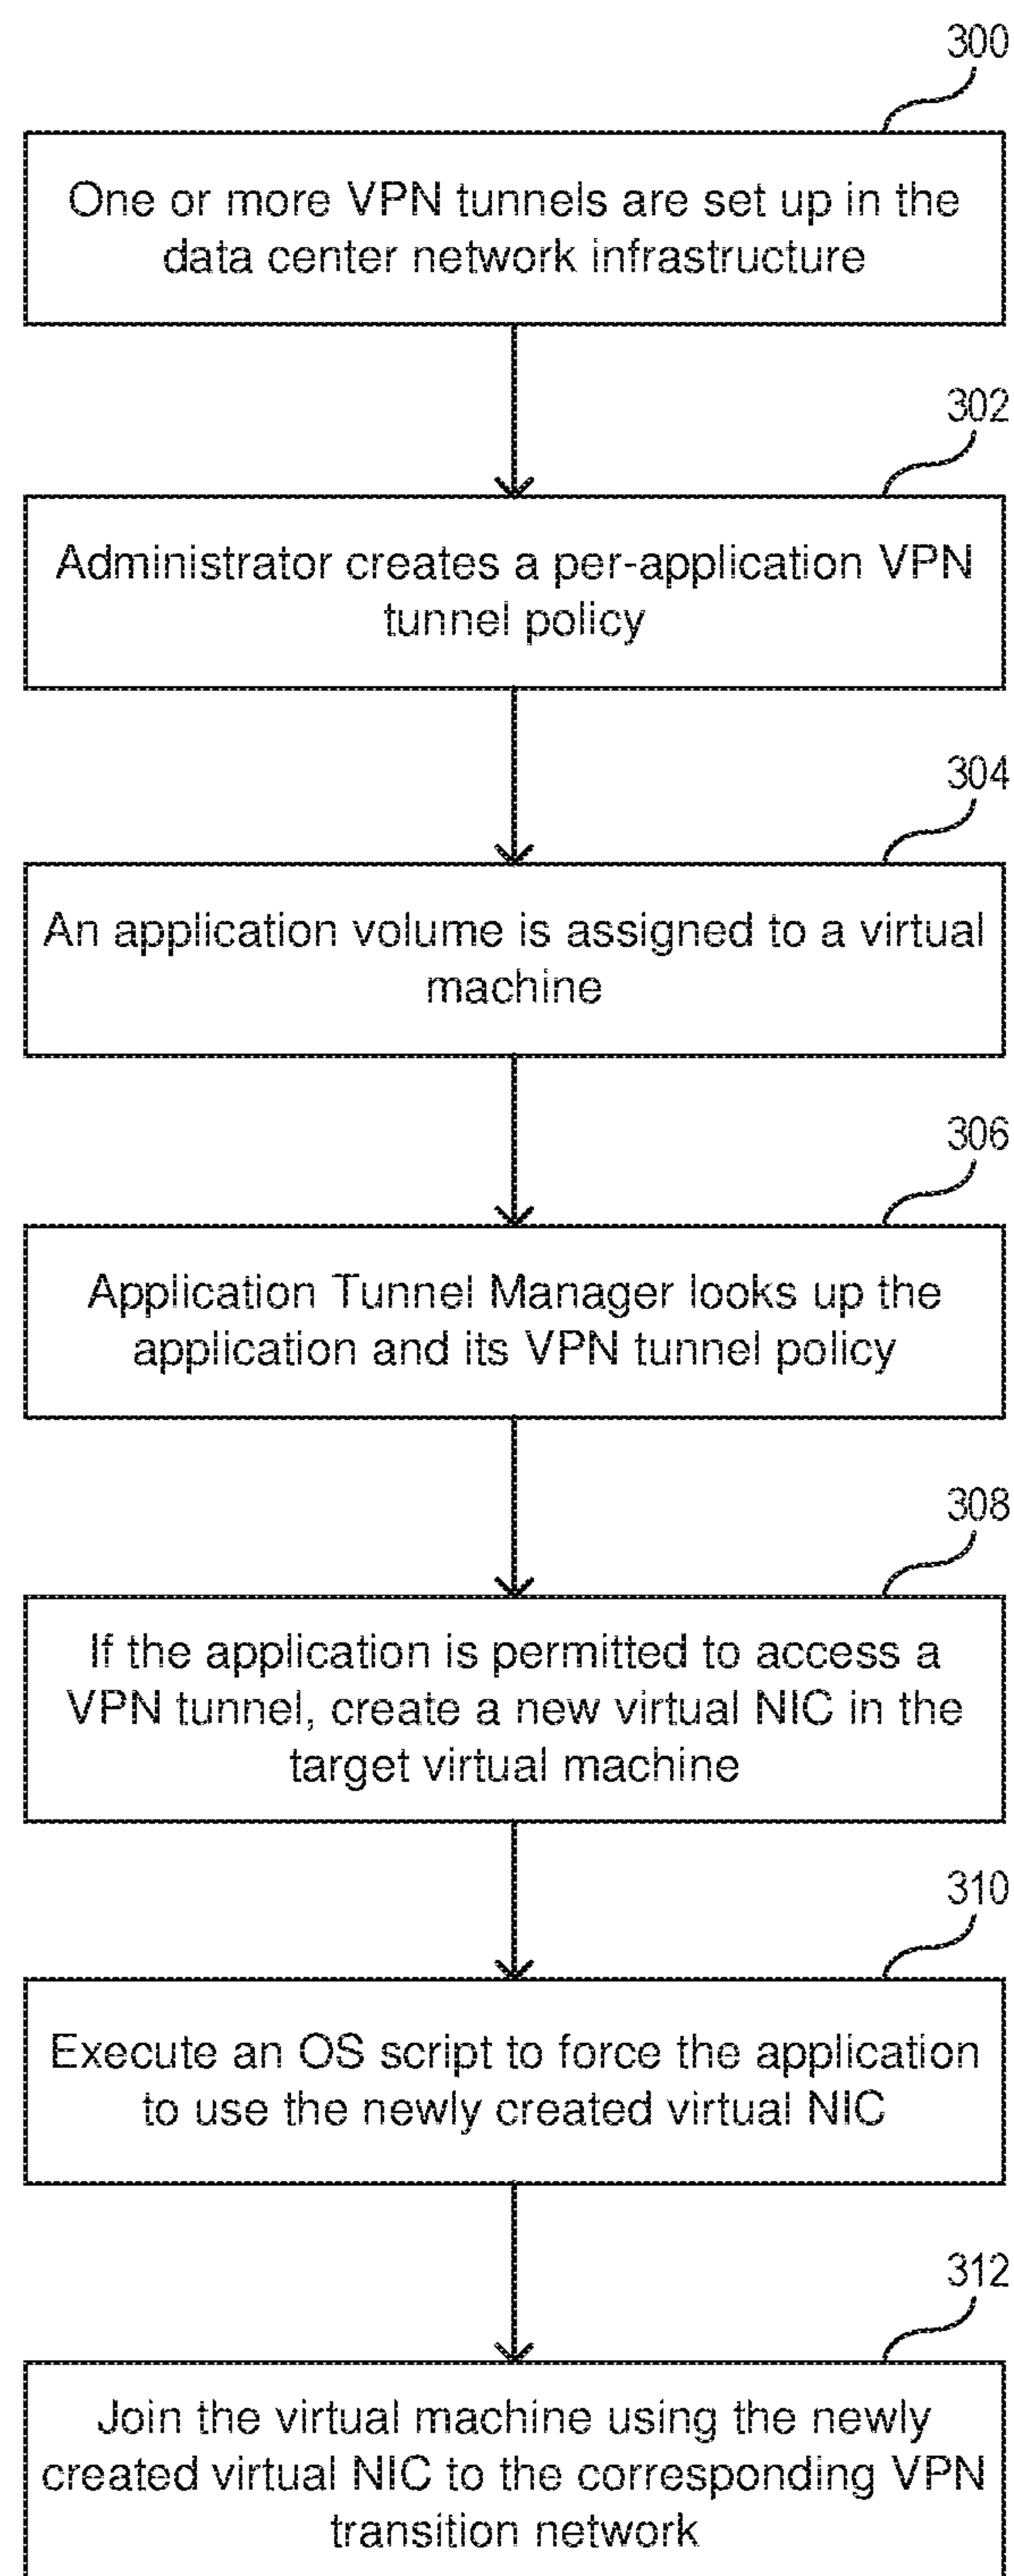 300
One or more VPN tunnels are set up in the
data center network infrastructure
302
Administrator creates a per-application VPN
tunnel policy
304
An application volume is assigned to a virtual
machine
306
Application Tunnel Manager looks up the
application and its VPN tunnel policy
308
If the application is permitted to access a
VPN tunnel, create a new virtual NIC in the
target virtual machine
310
Execute an OS script to force the application
to use the newly created virtual NIC
312
Join the virtual machine using the newly
created virtual NIC to the corresponding VPN
transition network